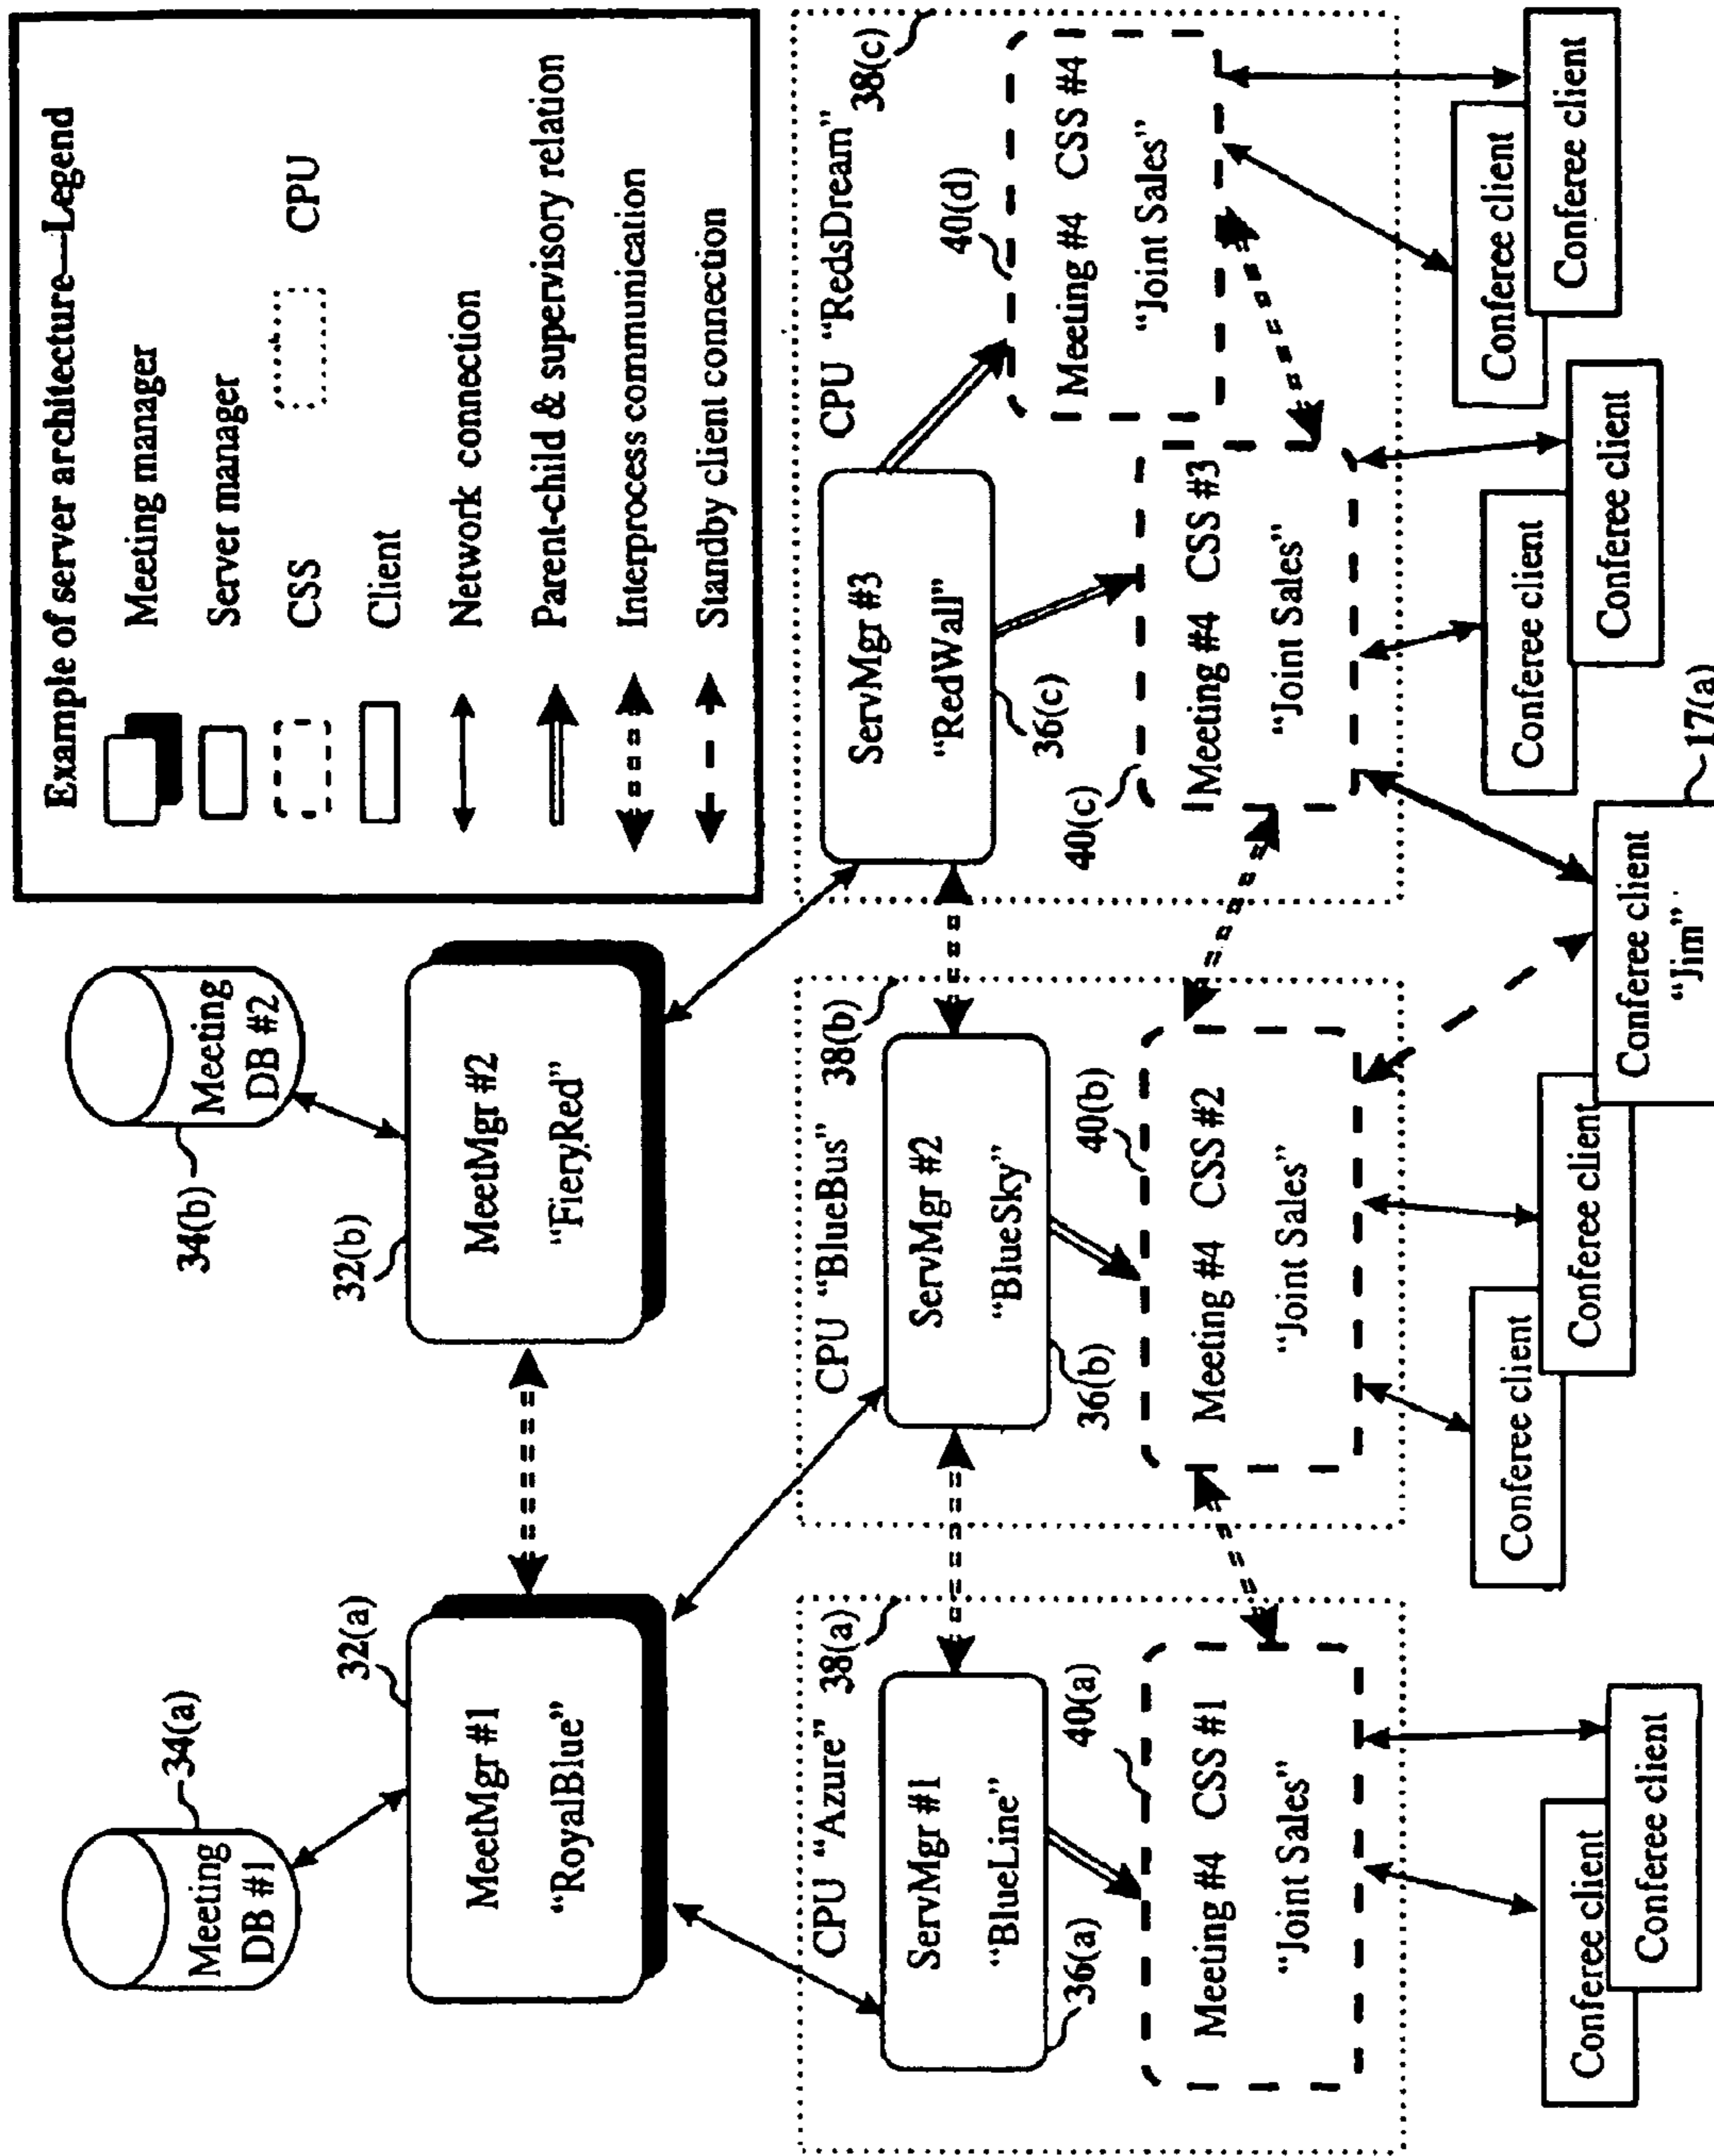 Example of server architecture—Legend
Meeting manager
Server manager
CSS
CPU
Client
Network connection
Parent-child & supervisory relation
Interprocess communication
Standby client connection
34(a)
Meeting
DB #1
34(b)
Meeting
DB #2
32(a)
MeetMgr #1
“RoyalBlue”
32(b)
MeetMgr #2
“FieryRed”
CPU “Azure”
38(a)
ServMgr #1
“BlueLine”
36(a)
40(a)
Meeting #4 CSS #1
“Joint Sales”
CPU “BlueBus”
38(b)
ServMgr #2
“BlueSky”
36(b)
40(b)
Meeting #4 CSS #2
“Joint Sales”
CPU “RedsDream”
38(c)
ServMgr #3
“RedWall”
36(c)
40(c)
Meeting #4 CSS #3
“Joint Sales”
40(d)
Meeting #4 CSS #4
“Joint Sales”
Conferee client
Conferee client
Conferee client
Conferee client
Conferee client
“Jim”
17(a)
Conferee client
Conferee client
Conferee client
Conferee client